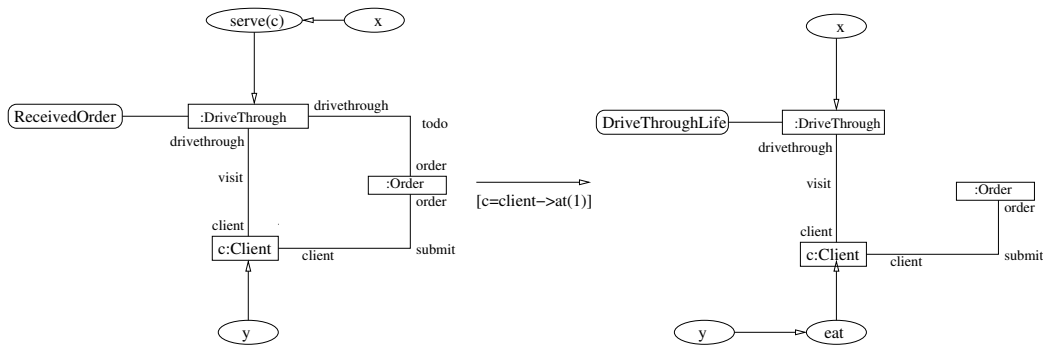 serve(c)
x
ReceivedOrder
:DriveThrough
drivethrough
todo
drivethrough
visit
order
:Order
order
client
c:Client
client
submit
y
[c=client->at(1)]
x
DriveThroughLife
:DriveThrough
drivethrough
visit
:Order
order
client
c:Client
client
submit
y
eat